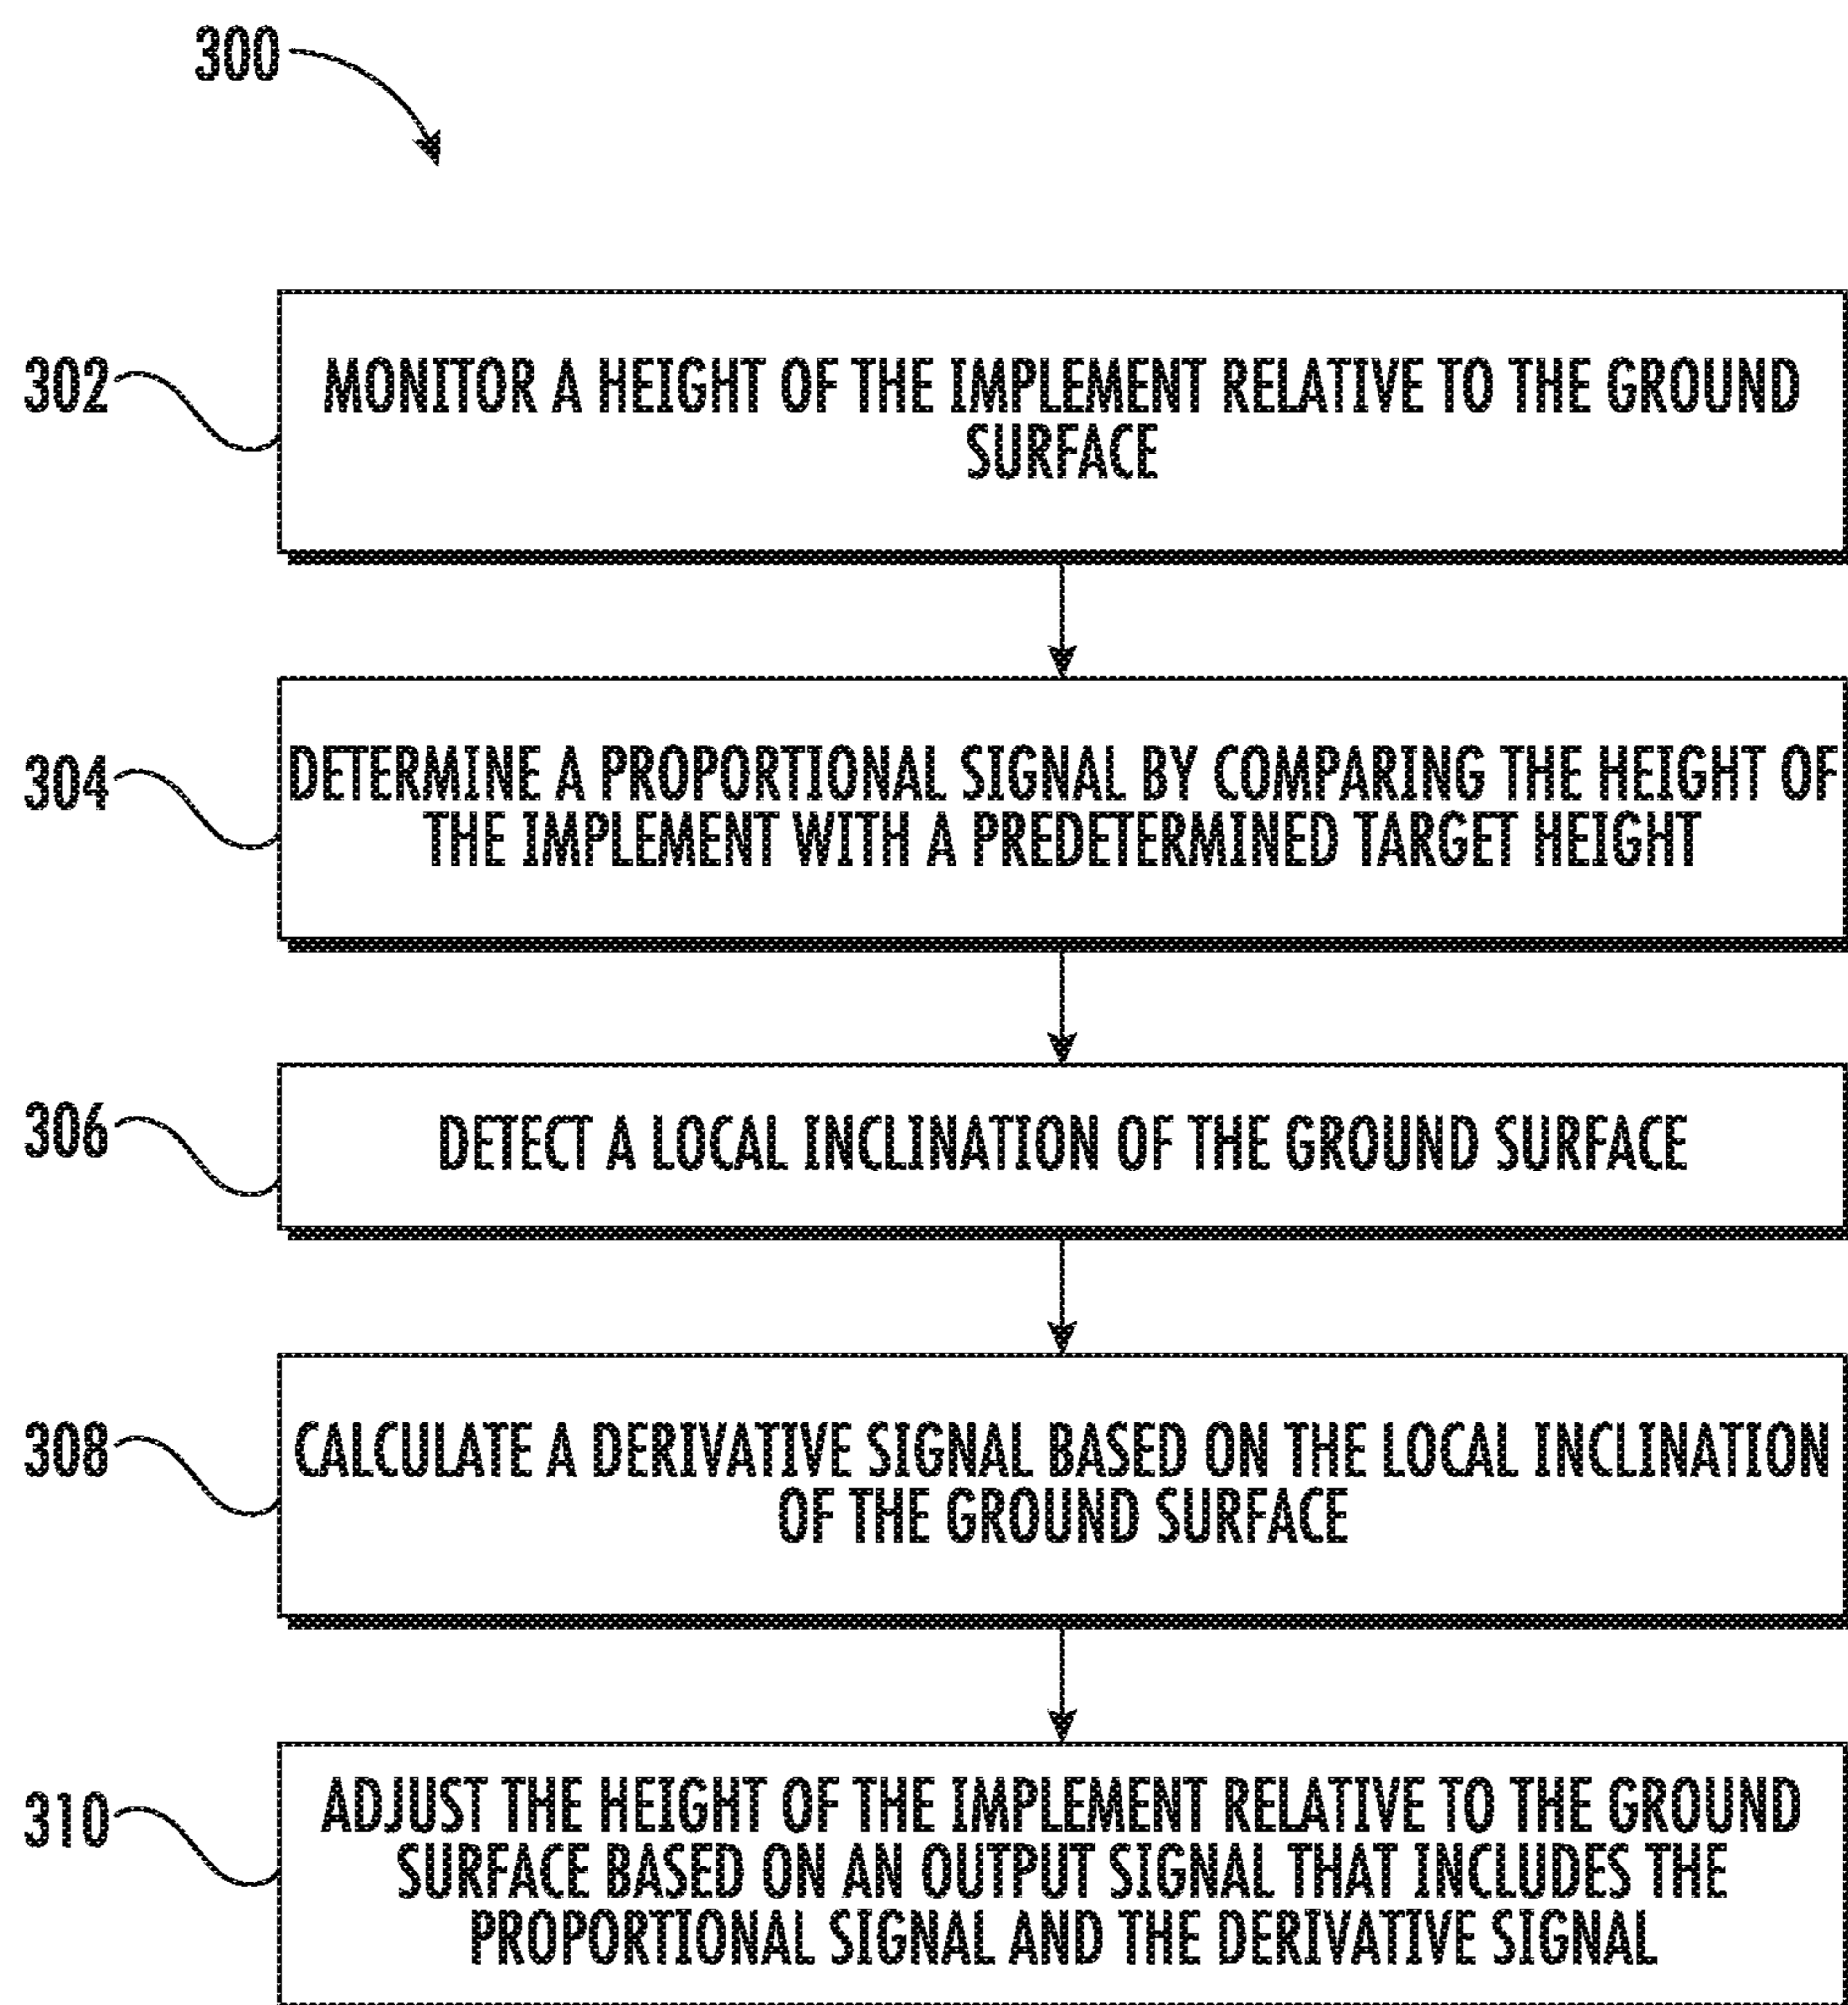 300
302
MONITOR A HEIGHT OF THE IMPLEMENT RELATIVE TO THE GROUND
SURFACE
304
DETERMINE A PROPORTIONAL SIGNAL BY COMPARING THE HEIGHT OF
THE IMPLEMENT WITH A PREDETERMINED TARGET HEIGHT
306
DETECT A LOCAL INCLINATION OF THE GROUND SURFACE
308
CALCULATE A DERIVATIVE SIGNAL BASED ON THE LOCAL INCLINATION
OF THE GROUND SURFACE
310
ADJUST THE HEIGHT OF THE IMPLEMENT RELATIVE TO THE GROUND
SURFACE BASED ON AN OUTPUT SIGNAL THAT INCLUDES THE
PROPORTIONAL SIGNAL AND THE DERIVATIVE SIGNAL